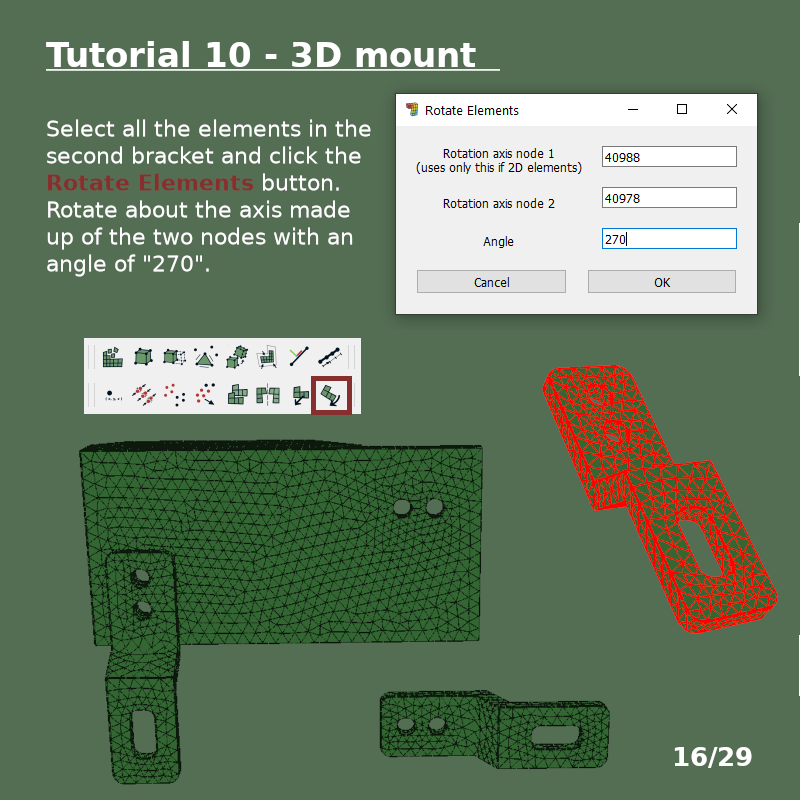 Tutorial 10 - 3D mount
Select all the elements in the
second bracket and click the
Rotate Elements button.
Rotate about the axis made
up of the two nodes with an
angle of "270".
Rotate Elements
Rotation axis node 1
(uses only this if 2D elements)
40988
Rotation axis node 2
40978
Angle
270
Cancel
OK
(x,y,z)
16/29